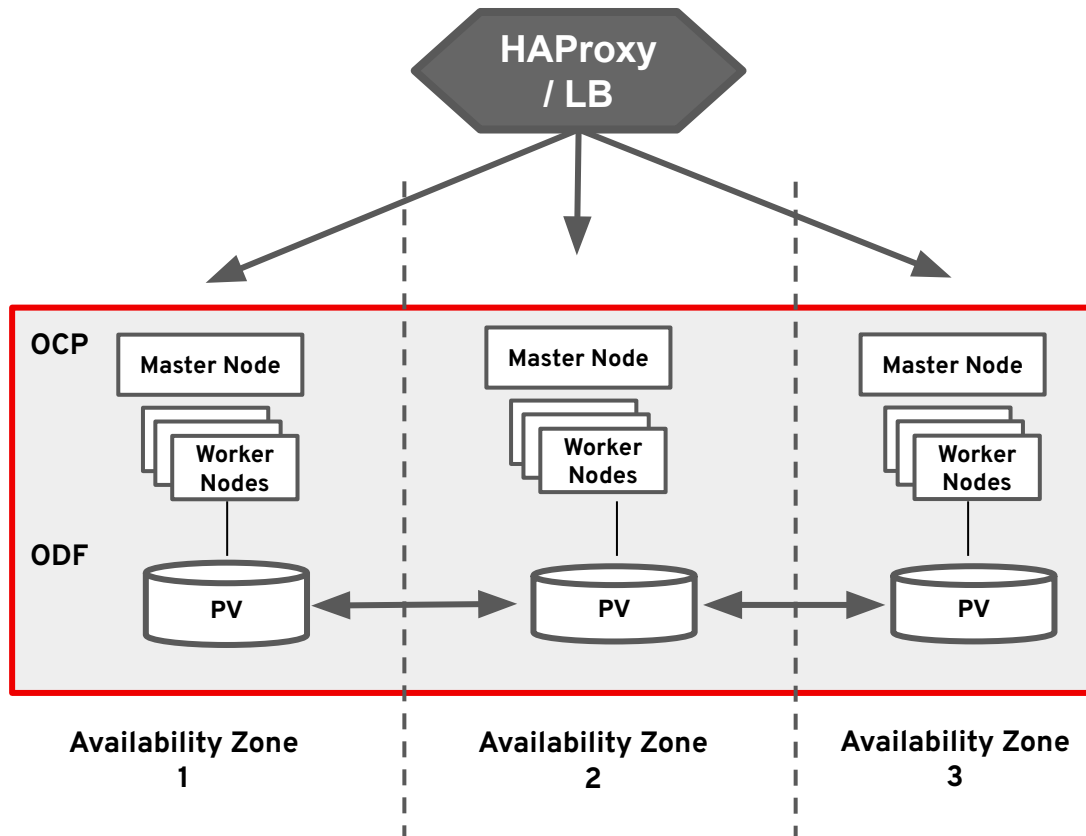 HAProxy
/ LB
OCP
Master Node
Master Node
Master Node
Worker
Nodes
Worker
Nodes
Worker
Nodes
ODF
PV
PV
PV
Availability Zone
1
Availability Zone
2
Availability Zone
3